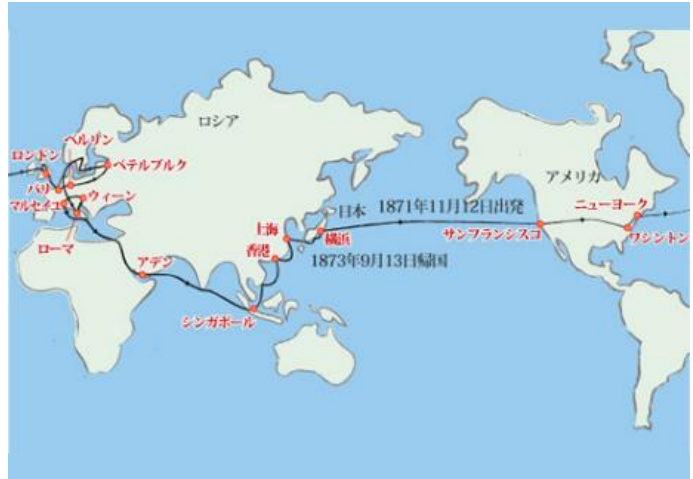 ロシア
ベルリン
ロンドン
ペテルブルク
パリ
ウィーン
マルセイユ
ローマ
アデン
シンガポール
上海
香港
日本
横浜
1871年11月12日出発
1873年9月13日帰国
サンフランシスコ
アメリカ
ニューヨーク
ワシントン